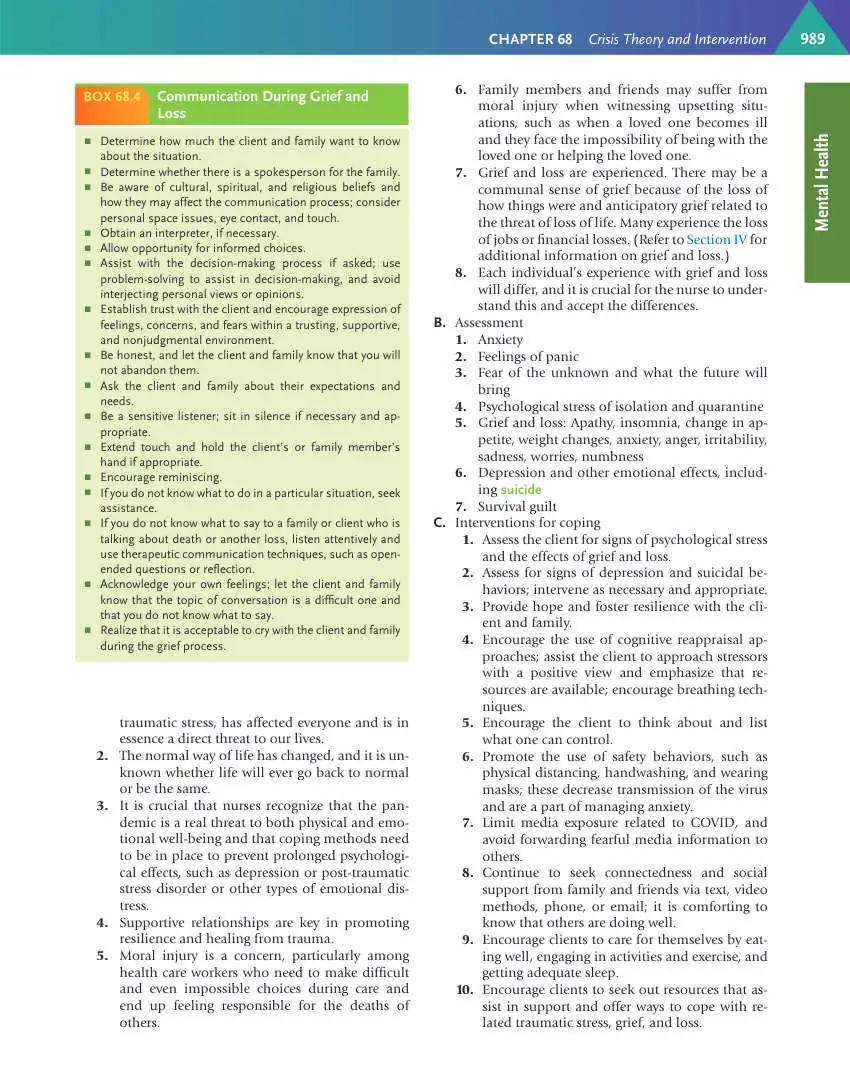 CHAPTER 68 Crisis Theory and Intervention 989
Mental Health
BOX 68.4 Communication During Grief and
Loss
■ Determine how much the client and family want to know
about the situation.
■ Determine whether there is a spokesperson for the family.
■ Be aware of cultural, spiritual, and religious beliefs and
how they may affect the communication process; consider
personal space issues, eye contact, and touch.
■ Obtain an interpreter, if necessary.
■ Allow opportunity for informed choices.
■ Assist with the decision-making process if asked; use
problem-solving to assist in decision-making, and avoid
interjecting personal views or opinions.
■ Establish trust with the client and encourage expression of
feelings, concerns, and fears within a trusting, supportive,
and nonjudgmental environment.
■ Be honest, and let the client and family know that you will
not abandon them.
■ Ask the client and family about their expectations and
needs.
■ Be a sensitive listener; sit in silence if necessary and ap-
propriate.
■ Extend touch and hold the client's or family member's
hand if appropriate.
■ Encourage reminiscing.
■ If you do not know what to do in a particular situation, seek
assistance.
■ If you do not know what to say to a family or client who is
talking about death or another loss, listen attentively and
use therapeutic communication techniques, such as open-
ended questions or reflection.
■ Acknowledge your own feelings; let the client and family
know that the topic of conversation is a difficult one and
that you do not know what to say.
■ Realize that it is acceptable to cry with the client and family
during the grief process.
traumatic stress, has affected everyone and is in
essence a direct threat to our lives.
2. The normal way of life has changed, and it is un-
known whether life will ever go back to normal
or be the same.
3. It is crucial that nurses recognize that the pan-
demic is a real threat to both physical and emo-
tional well-being and that coping methods need
to be in place to prevent prolonged psychologi-
cal effects, such as depression or post-traumatic
stress disorder or other types of emotional dis-
tress.
4. Supportive relationships are key in promoting
resilience and healing from trauma.
5. Moral injury is a concern, particularly among
health care workers who need to make difficult
and even impossible choices during care and
end up feeling responsible for the deaths of
others.
6. Family members and friends may suffer from
moral injury when witnessing upsetting situ-
ations, such as when a loved one becomes ill
and they face the impossibility of being with the
loved one or helping the loved one.
7. Grief and loss are experienced. There may be a
communal sense of grief because of the loss of
how things were and anticipatory grief related to
the threat of loss of life. Many experience the loss
of jobs or financial losses. (Refer to Section IV for
additional information on grief and loss.)
8. Each individual's experience with grief and loss
will differ, and it is crucial for the nurse to under-
stand this and accept the differences.
B. Assessment
1. Anxiety
2. Feelings of panic
3. Fear of the unknown and what the future will
bring
4. Psychological stress of isolation and quarantine
5. Grief and loss: Apathy, insomnia, change in ap-
petite, weight changes, anxiety, anger, irritability,
sadness, worries, numbness
6. Depression and other emotional effects, includ-
ing suicide
7. Survival guilt
C. Interventions for coping
1. Assess the client for signs of psychological stress
and the effects of grief and loss.
2. Assess for signs of depression and suicidal be-
haviors; intervene as necessary and appropriate.
3. Provide hope and foster resilience with the cli-
ent and family.
4. Encourage the use of cognitive reappraisal ap-
proaches; assist the client to approach stressors
with a positive view and emphasize that re-
sources are available; encourage breathing tech-
niques.
5. Encourage the client to think about and list
what one can control.
6. Promote the use of safety behaviors, such as
physical distancing, handwashing, and wearing
masks; these decrease transmission of the virus
and are a part of managing anxiety.
7. Limit media exposure related to COVID, and
avoid forwarding fearful media information to
others.
8. Continue to seek connectedness and social
support from family and friends via text, video
methods, phone, or email; it is comforting to
know that others are doing well.
9. Encourage clients to care for themselves by eat-
ing well, engaging in activities and exercise, and
getting adequate sleep.
10. Encourage clients to seek out resources that as-
sist in support and offer ways to cope with re-
lated traumatic stress, grief, and loss.